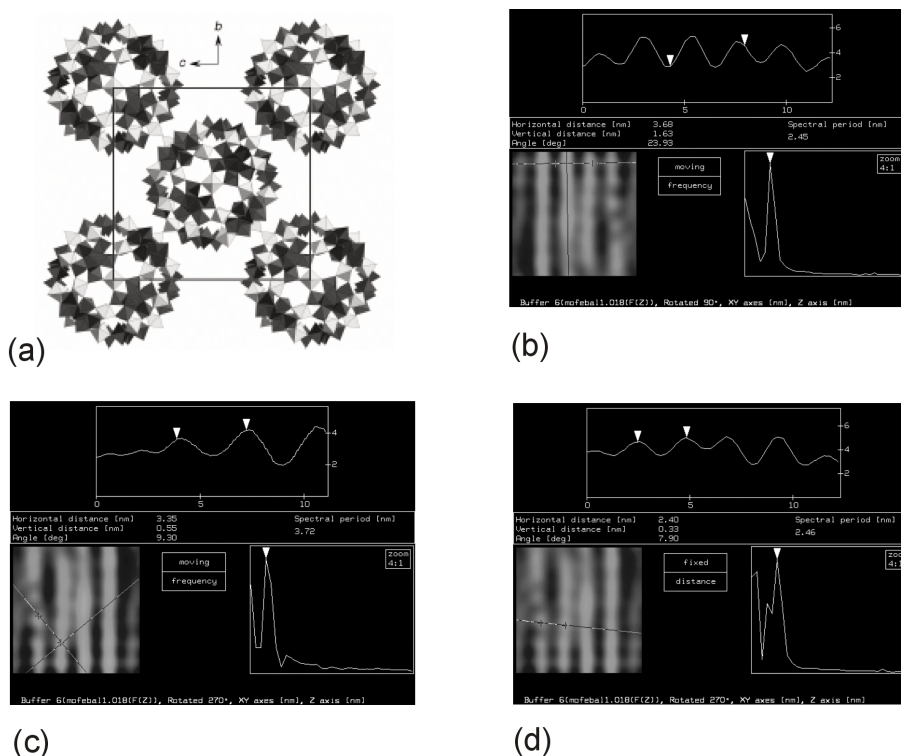 b
c
(a)
6
4
2
0
5
10
Horizontal distance [nm] 3.68
Spectral period [nm]
Vertical distance [nm] 1.63
2.45
Angle [deg] 23.93
moving
frequency
zoom
4:1
Buffer 6(mofeball.018(F(Z)), Rotated 90°, XY axes [nm], Z axis [nm]
(b)
4
2
0
5
10
Horizontal distance [nm] 3.35
Spectral period [nm]
Vertical distance [nm] 0.55
3.72
Angle [deg] 9.30
moving
frequency
zoom
4:1
Buffer 6(mofeball.018(F(Z)), Rotated 270°, XY axes [nm], Z axis [nm]
(c)
6
4
2
0
5
10
Horizontal distance [nm] 2.40
Spectral period [nm]
Vertical distance [nm] 0.33
2.46
Angle [deg] 7.90
fixed
distance
zoom
4:1
Buffer 6(mofeball.018(F(Z)), Rotated 270°, XY axes [nm], Z axis [nm]
(d)